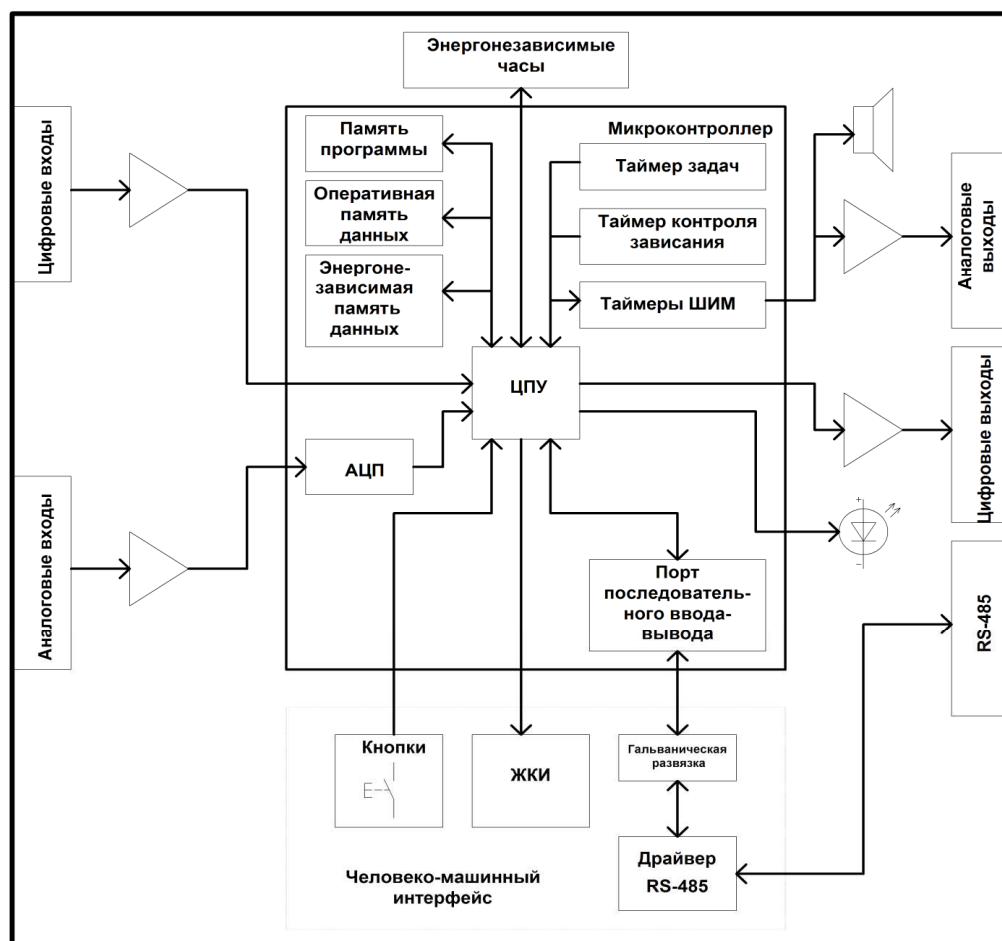 Энергонезависимые
часы
Микроконтроллер
Память
программы
Таймер задач
Оперативная
память
данных
Таймер контроля
зависания
Энергоне-
зависимая
память
данных
Таймеры ШИМ
Цифровые входы
Аналоговые
выходы
ЦПУ
АЦП
Цифровые выходы
Аналоговые входы
Порт
последователь-
ного ввода-
вывода
RS-485
Кнопки
ЖКИ
Гальваническая
развязка
Драйвер
RS-485
Человеко-машинный
интерфейс